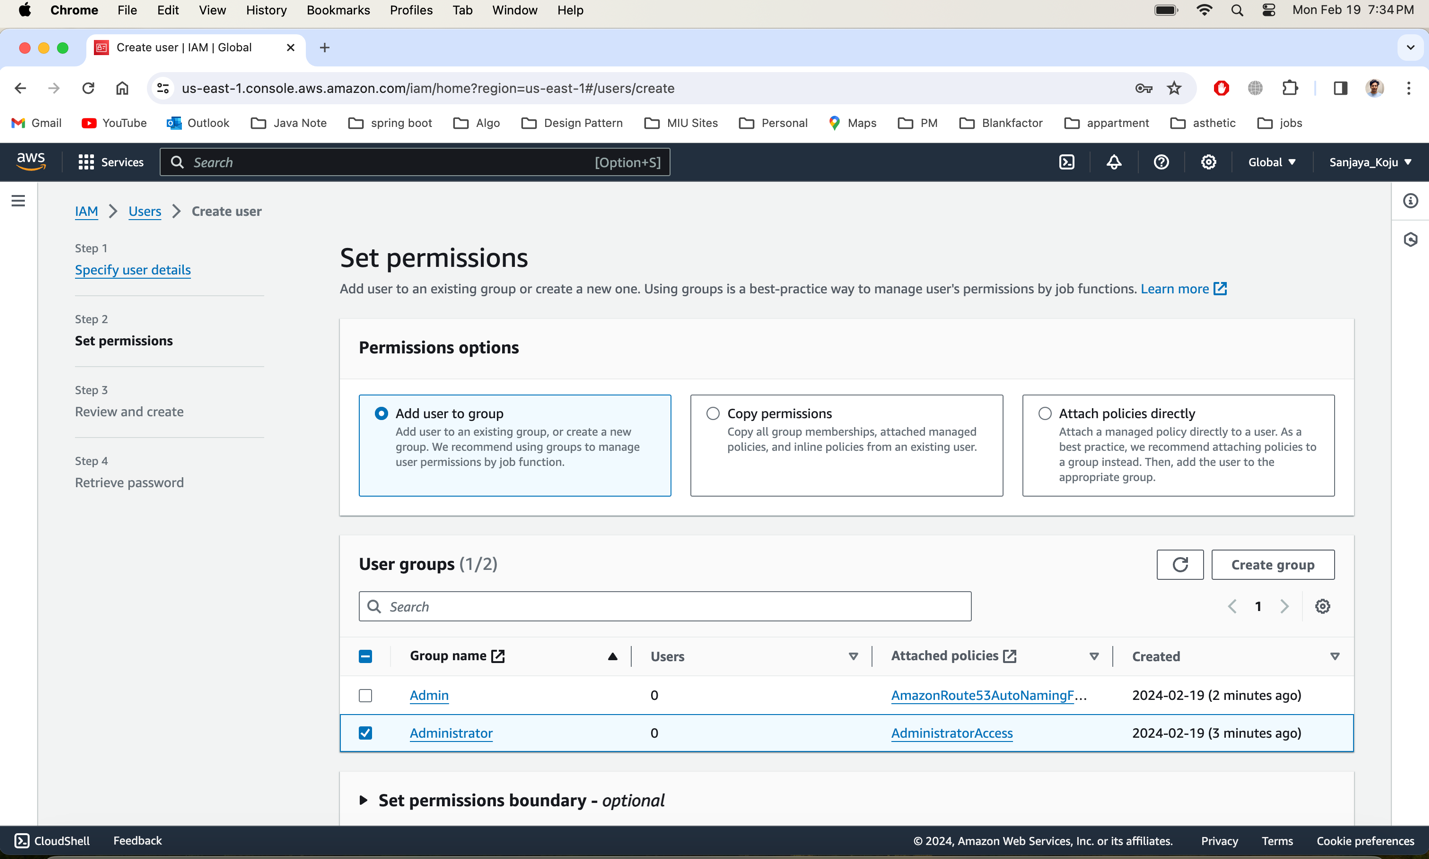 Chrome File Edit View History Bookmarks Profiles Tab Window Help Mon Feb 19 7:34 PM
Create user | IAM | Global
us-east-1.console.aws.amazon.com/iam/home?region=us-east-1#/users/create
Gmail YouTube Outlook Java Note spring boot Algo Design Pattern MIU Sites Personal Maps PM Blankfactor appartment asthetic jobs
aws Services Search [Option+S] Global Sanjaya_Koju
IAM Users Create user
Step 1
Specify user details
Step 2
Set permissions
Step 3
Review and create
Step 4
Retrieve password
Set permissions
Add user to an existing group or create a new one. Using groups is a best-practice way to manage user's permissions by job functions. Learn more
Permissions options
Add user to group
Add user to an existing group, or create a new
group. We recommend using groups to manage
user permissions by job function.
Copy permissions
Copy all group memberships, attached managed
policies, and inline policies from an existing user.
Attach policies directly
Attach a managed policy directly to a user. As a
best practice, we recommend attaching policies to
a group instead. Then, add the user to the
appropriate group.
User groups (1/2)
Create group
Search
1
Group name Users Attached policies Created
Admin 0 AmazonRoute53AutoNamingF... 2024-02-19 (2 minutes ago)
Administrator 0 AdministratorAccess 2024-02-19 (3 minutes ago)
Set permissions boundary - optional
CloudShell Feedback © 2024, Amazon Web Services, Inc. or its affiliates. Privacy Terms Cookie preferences